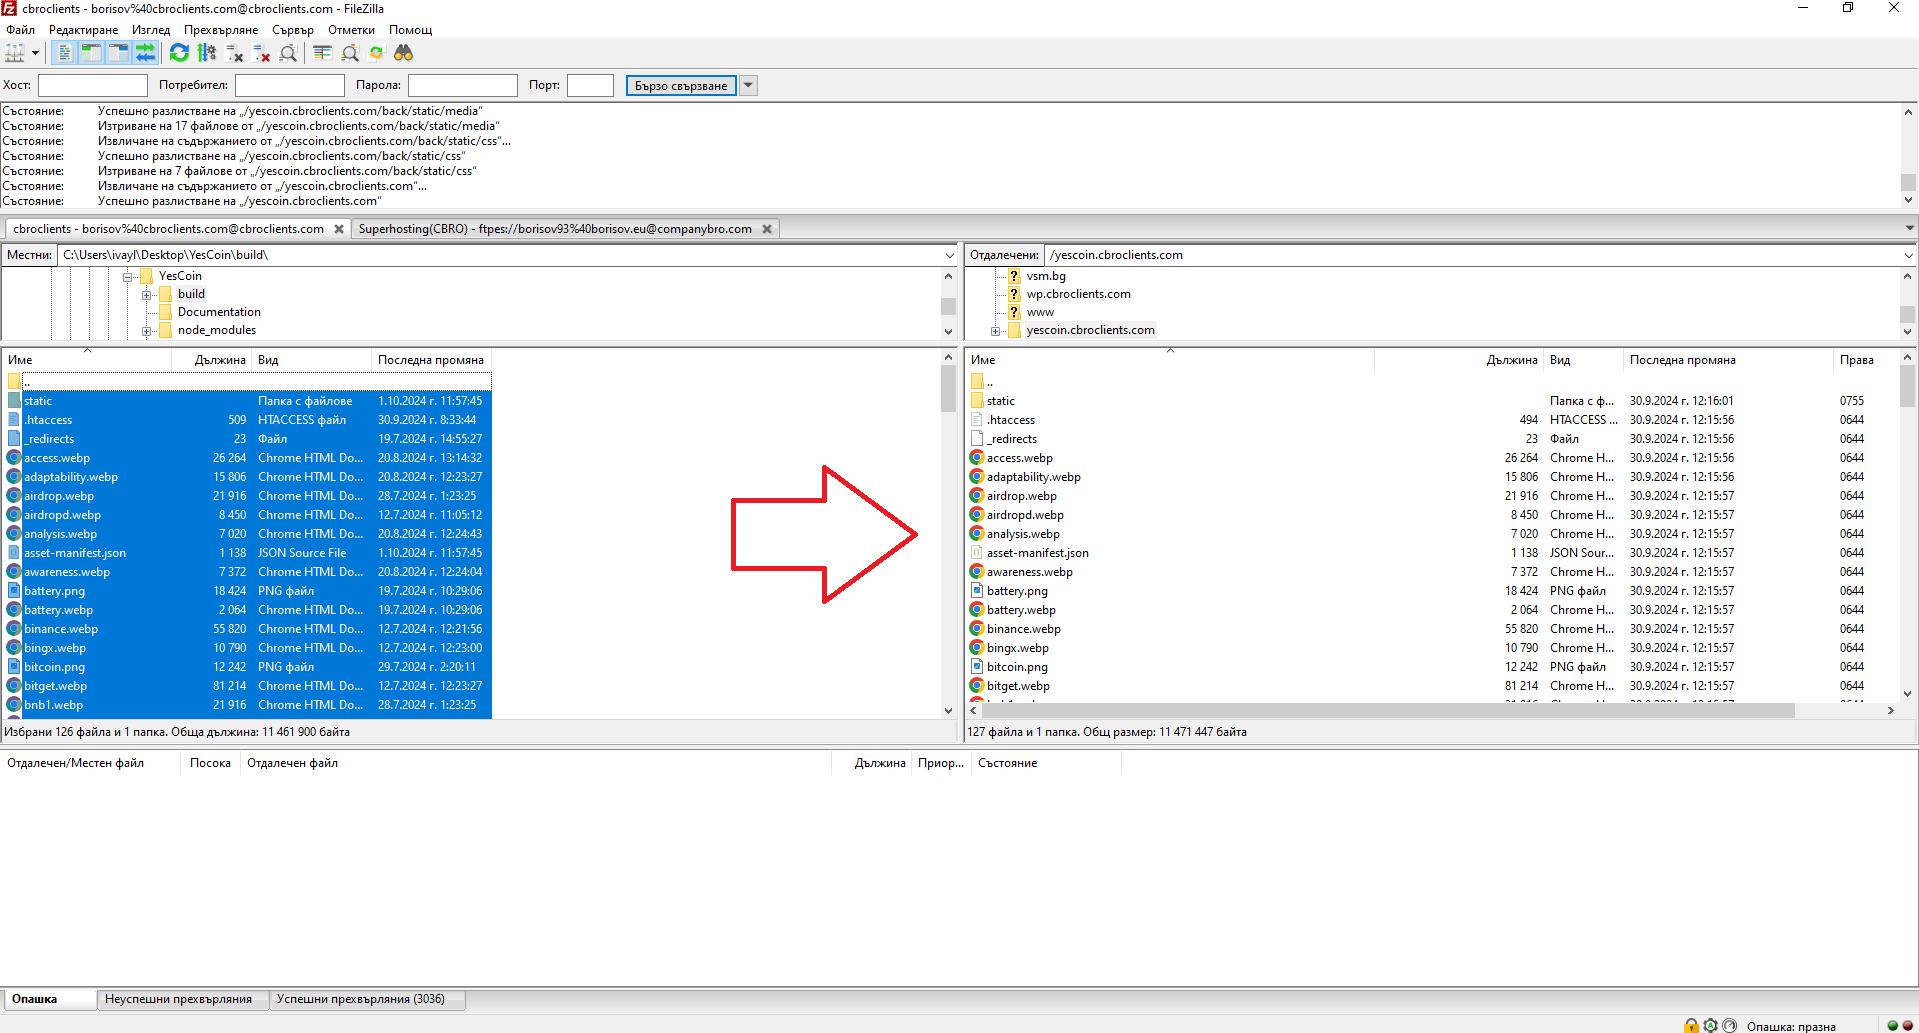 cbroclients - borisov%40cbroclients.com@cbroclients.com - FileZilla
Файл Редактиране Изглед Прехвърляне Сървър Отметки Помощ
Хост: Потребител: Парола: Порт: Бързо свързване
Състояние: Успешно разлистване на „/yescoin.cbroclients.com/back/static/media“
Състояние: Изтриване на 17 файлове от „/yescoin.cbroclients.com/back/static/media“
Състояние: Извличане на съдържанието от „/yescoin.cbroclients.com/back/static/css“...
Състояние: Успешно разлистване на „/yescoin.cbroclients.com/back/static/css“
Състояние: Изтриване на 7 файлове от „/yescoin.cbroclients.com/back/static/css“
Състояние: Извличане на съдържанието от „/yescoin.cbroclients.com“...
Състояние: Успешно разлистване на „/yescoin.cbroclients.com“
cbroclients - borisov%40cbroclients.com@cbroclients.com Superhosting(CBRO) - ftpes://borisov93%40borisov.eu@companybro.com
Местни: C:\Users\ivayl\Desktop\YesCoin\build\
YesCoin
build
Documentation
node_modules
Име Дължина Вид Последна промяна
..
static Папка с файлове 1.10.2024 г. 11:57:45
.htaccess 509 HTACCESS файл 30.9.2024 г. 8:33:44
_redirects 23 Файл 19.7.2024 г. 14:55:27
access.webp 26 264 Chrome HTML Do... 20.8.2024 г. 13:14:32
adaptability.webp 15 806 Chrome HTML Do... 20.8.2024 г. 12:23:27
airdrop.webp 21 916 Chrome HTML Do... 28.7.2024 г. 1:23:25
airdropd.webp 8 450 Chrome HTML Do... 12.7.2024 г. 11:05:12
analysis.webp 7 020 Chrome HTML Do... 20.8.2024 г. 12:24:43
asset-manifest.json 1 138 JSON Source File 1.10.2024 г. 11:57:45
awareness.webp 7 372 Chrome HTML Do... 20.8.2024 г. 12:24:04
battery.png 18 424 PNG файл 19.7.2024 г. 10:29:06
battery.webp 2 064 Chrome HTML Do... 19.7.2024 г. 10:29:06
binance.webp 55 820 Chrome HTML Do... 12.7.2024 г. 12:21:56
bingx.webp 10 790 Chrome HTML Do... 12.7.2024 г. 12:23:00
bitcoin.png 12 242 PNG файл 29.7.2024 г. 2:20:11
bitget.webp 81 214 Chrome HTML Do... 12.7.2024 г. 12:23:27
bnb1.webp 21 916 Chrome HTML Do... 28.7.2024 г. 1:23:25
Избрани 126 файла и 1 папка. Обща дължина: 11 461 900 байта
Отдалечени: /yescoin.cbroclients.com
vsm.bg
wp.cbroclients.com
www
yescoin.cbroclients.com
Име Дължина Вид Последна промяна Права
..
static Папка с ф... 30.9.2024 г. 12:16:01 0755
.htaccess 494 HTACCESS ... 30.9.2024 г. 12:15:56 0644
_redirects 23 Файл 30.9.2024 г. 12:15:56 0644
access.webp 26 264 Chrome H... 30.9.2024 г. 12:15:56 0644
adaptability.webp 15 806 Chrome H... 30.9.2024 г. 12:15:56 0644
airdrop.webp 21 916 Chrome H... 30.9.2024 г. 12:15:57 0644
airdropd.webp 8 450 Chrome H... 30.9.2024 г. 12:15:57 0644
analysis.webp 7 020 Chrome H... 30.9.2024 г. 12:15:57 0644
asset-manifest.json 1 138 JSON Sour... 30.9.2024 г. 12:15:57 0644
awareness.webp 7 372 Chrome H... 30.9.2024 г. 12:15:57 0644
battery.png 18 424 PNG файл 30.9.2024 г. 12:15:57 0644
battery.webp 2 064 Chrome H... 30.9.2024 г. 12:15:57 0644
binance.webp 55 820 Chrome H... 30.9.2024 г. 12:15:57 0644
bingx.webp 10 790 Chrome H... 30.9.2024 г. 12:15:57 0644
bitcoin.png 12 242 PNG файл 30.9.2024 г. 12:15:57 0644
bitget.webp 81 214 Chrome H... 30.9.2024 г. 12:15:57 0644
127 файла и 1 папка. Общ размер: 11 471 447 байта
Отдалечен/Местен файл Посока Отдалечен файл Дължина Приор... Състояние
Опашка Неуспешни прехвърляния Успешни прехвърляния (3036)
Опашка: празна